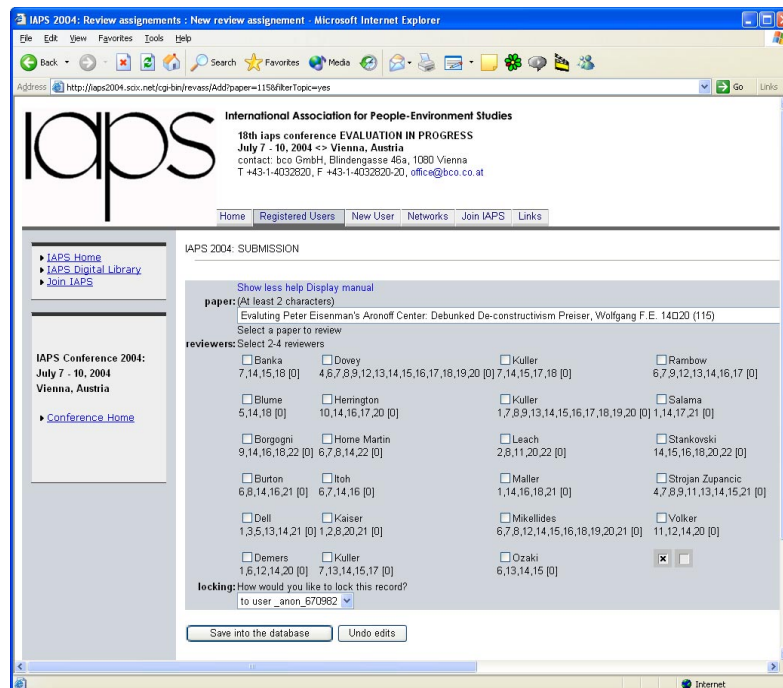 IAPS 2004: Review assignements : New review assignement - Microsoft Internet Explorer
File Edit View Favorites Tools Help
Back Search Favorites Media
Address http://iaps2004.scix.net/cgi-bin/revass/Add?paper=115&filterTopic=yes Go Links
iaps
International Association for People-Environment Studies
18th iaps conference EVALUATION IN PROGRESS
July 7 - 10, 2004 <> Vienna, Austria
contact: bco GmbH, Blindengasse 46a, 1080 Vienna
T +43-1-4032820, F +43-1-4032820-20, office@bco.co.at
Home Registered Users New User Networks Join IAPS Links
IAPS Home
IAPS Digital Library
Join IAPS
IAPS Conference 2004:
July 7 - 10, 2004
Vienna, Austria
Conference Home
IAPS 2004: SUBMISSION
Show less help Display manual
paper: (At least 2 characters)
Evaluting Peter Eisenman's Aronoff Center: Debunked De-constructivism Preiser, Wolfgang F.E. 14□20 (115)
Select a paper to review
reviewers: Select 2-4 reviewers
Banka Dovey Kuller Rambow
7,14,15,18 [0] 4,6,7,8,9,12,13,14,15,16,17,18,19,20 [0] 7,14,15,17,18 [0] 6,7,9,12,13,14,16,17 [0]
Blume Herrington Kuller Salama
5,14,18 [0] 10,14,16,17,20 [0] 1,7,8,9,13,14,15,16,17,18,19,20 [0] 1,14,17,21 [0]
Borgogni Horne Martin Leach Stankovski
9,14,16,18,22 [0] 6,7,8,14,22 [0] 2,8,11,20,22 [0] 14,15,16,18,20,22 [0]
Burton Itoh Maller Strojan Zupancic
6,8,14,16,21 [0] 6,7,14,16 [0] 1,14,16,18,21 [0] 4,7,8,9,11,13,14,15,21 [0]
Dell Kaiser Mikellides Volker
1,3,5,13,14,21 [0] 1,2,8,20,21 [0] 6,7,8,12,14,15,16,18,19,20,21 [0] 11,12,14,20 [0]
Demers Kuller Ozaki
1,6,12,14,20 [0] 7,13,14,15,17 [0] 6,13,14,15 [0]
locking: How would you like to lock this record?
to user _anon_670982
Save into the database Undo edits
Internet